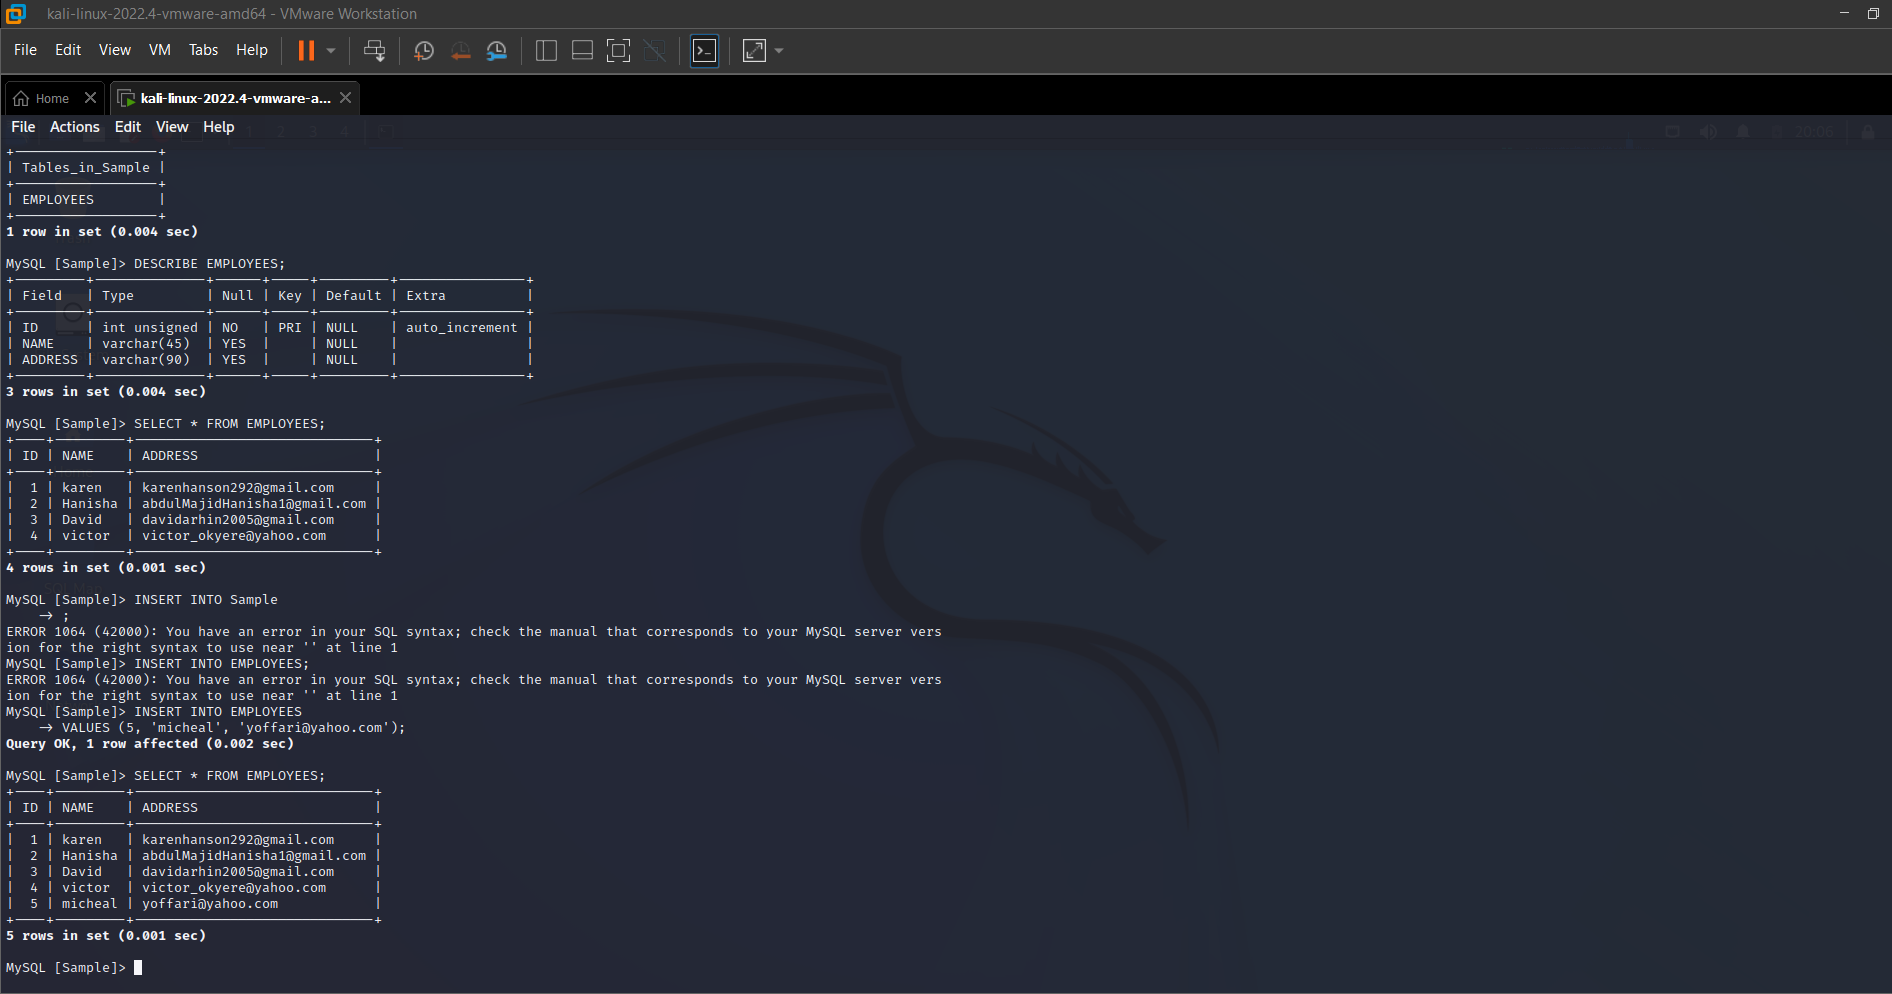 kali-linux-2022.4-vmware-amd64 - VMware Workstation
File Edit View VM Tabs Help
Home kali-linux-2022.4-vmware-a...
File Actions Edit View Help
20:06
+------------------+
| Tables_in_Sample |
+------------------+
| EMPLOYEES        |
+------------------+
1 row in set (0.004 sec)
MySQL [Sample]> DESCRIBE EMPLOYEES;
+---------+--------------+------+-----+---------+----------------+
| Field   | Type         | Null | Key | Default | Extra          |
+---------+--------------+------+-----+---------+----------------+
| ID      | int unsigned | NO   | PRI | NULL    | auto_increment |
| NAME    | varchar(45)  | YES  |     | NULL    |                |
| ADDRESS | varchar(90)  | YES  |     | NULL    |                |
+---------+--------------+------+-----+---------+----------------+
3 rows in set (0.004 sec)
MySQL [Sample]> SELECT * FROM EMPLOYEES;
+----+---------+------------------------------+
| ID | NAME    | ADDRESS                      |
+----+---------+------------------------------+
|  1 | karen   | karenhanson292@gmail.com     |
|  2 | Hanisha | abdulMajidHanisha1@gmail.com |
|  3 | David   | davidarhin2005@gmail.com     |
|  4 | victor  | victor_okyere@yahoo.com      |
+----+---------+------------------------------+
4 rows in set (0.001 sec)
MySQL [Sample]> INSERT INTO Sample
    → ;
ERROR 1064 (42000): You have an error in your SQL syntax; check the manual that corresponds to your MySQL server vers
ion for the right syntax to use near '' at line 1
MySQL [Sample]> INSERT INTO EMPLOYEES;
ERROR 1064 (42000): You have an error in your SQL syntax; check the manual that corresponds to your MySQL server vers
ion for the right syntax to use near '' at line 1
MySQL [Sample]> INSERT INTO EMPLOYEES
    → VALUES (5, 'micheal', 'yoffari@yahoo.com');
Query OK, 1 row affected (0.002 sec)
MySQL [Sample]> SELECT * FROM EMPLOYEES;
+----+---------+------------------------------+
| ID | NAME    | ADDRESS                      |
+----+---------+------------------------------+
|  1 | karen   | karenhanson292@gmail.com     |
|  2 | Hanisha | abdulMajidHanisha1@gmail.com |
|  3 | David   | davidarhin2005@gmail.com     |
|  4 | victor  | victor_okyere@yahoo.com      |
|  5 | micheal | yoffari@yahoo.com            |
+----+---------+------------------------------+
5 rows in set (0.001 sec)
MySQL [Sample]>